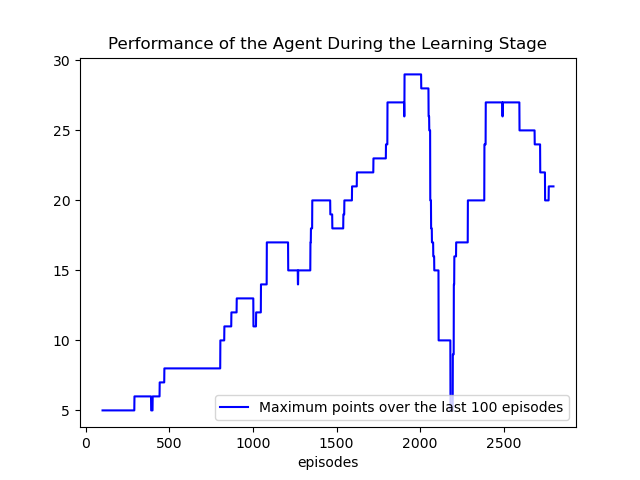 Performance of the Agent During the Learning Stage
30
25
20
15
10
5
Maximum points over the last 100 episodes
0 500 1000 1500 2000 2500
episodes